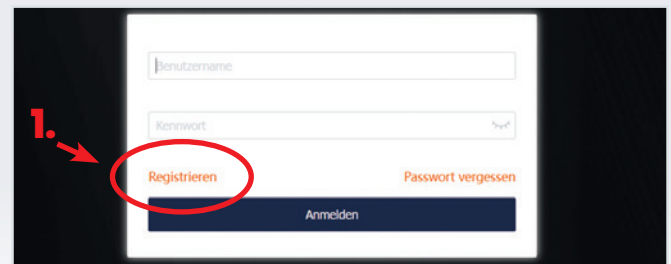 Benutzername
1.
Kennwort
Registrieren Passwort vergessen
Anmelden